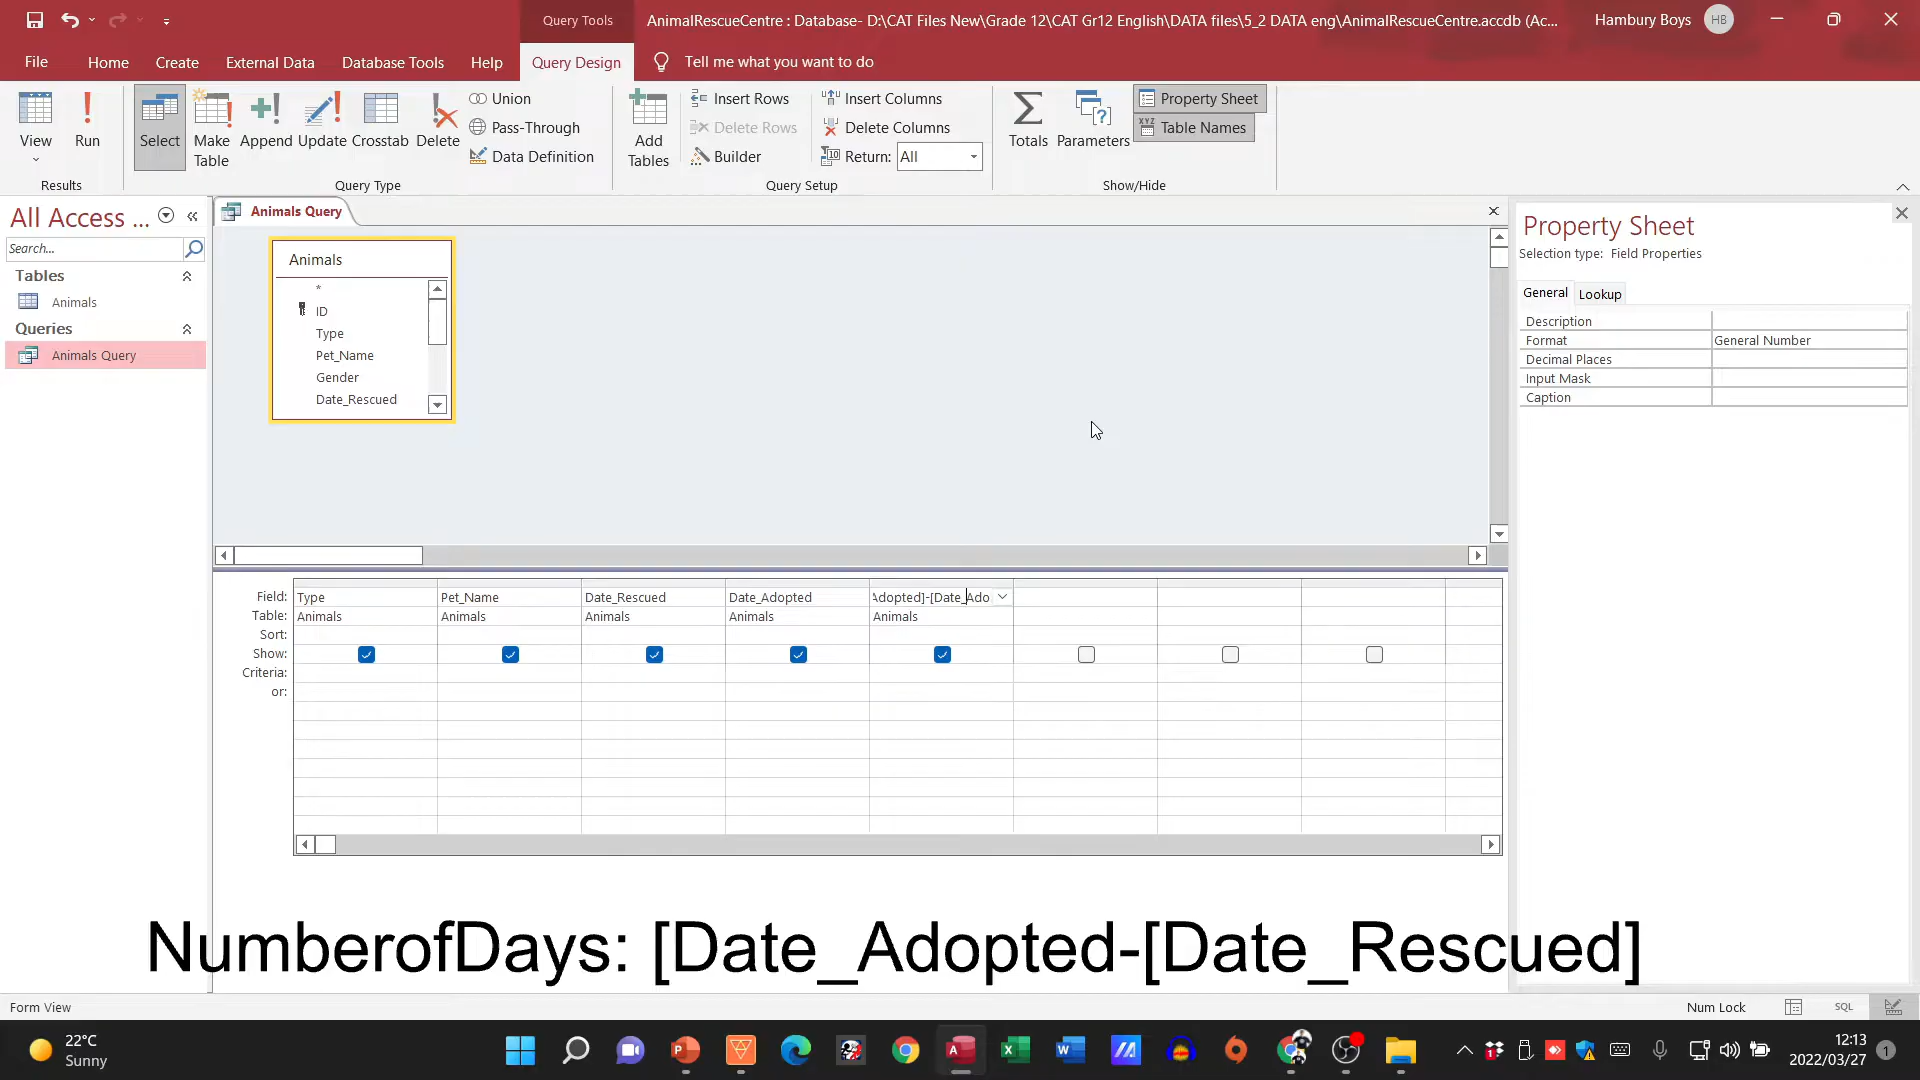 Query Tools
AnimalRescueCentre : Database- D:\CAT Files New\Grade 12\CAT Gr12 English\DATA files\5_2 DATA eng\AnimalRescueCentre.accdb (Ac...
Hambury Boys
HB
File
Home
Create
External Data
Database Tools
Help
Query Design
Tell me what you want to do
View
Run
Results
Select
Make Table
Append
Update
Crosstab
Delete
Union
Pass-Through
Data Definition
Query Type
Add Tables
Insert Rows
Delete Rows
Builder
Insert Columns
Delete Columns
Return: All
Query Setup
Totals
Parameters
Property Sheet
Table Names
Show/Hide
All Access ...
Search...
Tables
Animals
Queries
Animals Query
Animals Query
Animals
*
ID
Type
Pet_Name
Gender
Date_Rescued
Property Sheet
Selection type: Field Properties
General Lookup
Description
Format General Number
Decimal Places
Input Mask
Caption
Field: Type Pet_Name Date_Rescued Date_Adopted Adopted]-[Date_Ado
Table: Animals Animals Animals Animals Animals
Sort:
Show:
Criteria:
or:
NumberofDays: [Date_Adopted-[Date_Rescued]
Form View
Num Lock
SQL
22°C
Sunny
12:13
2022/03/27
1